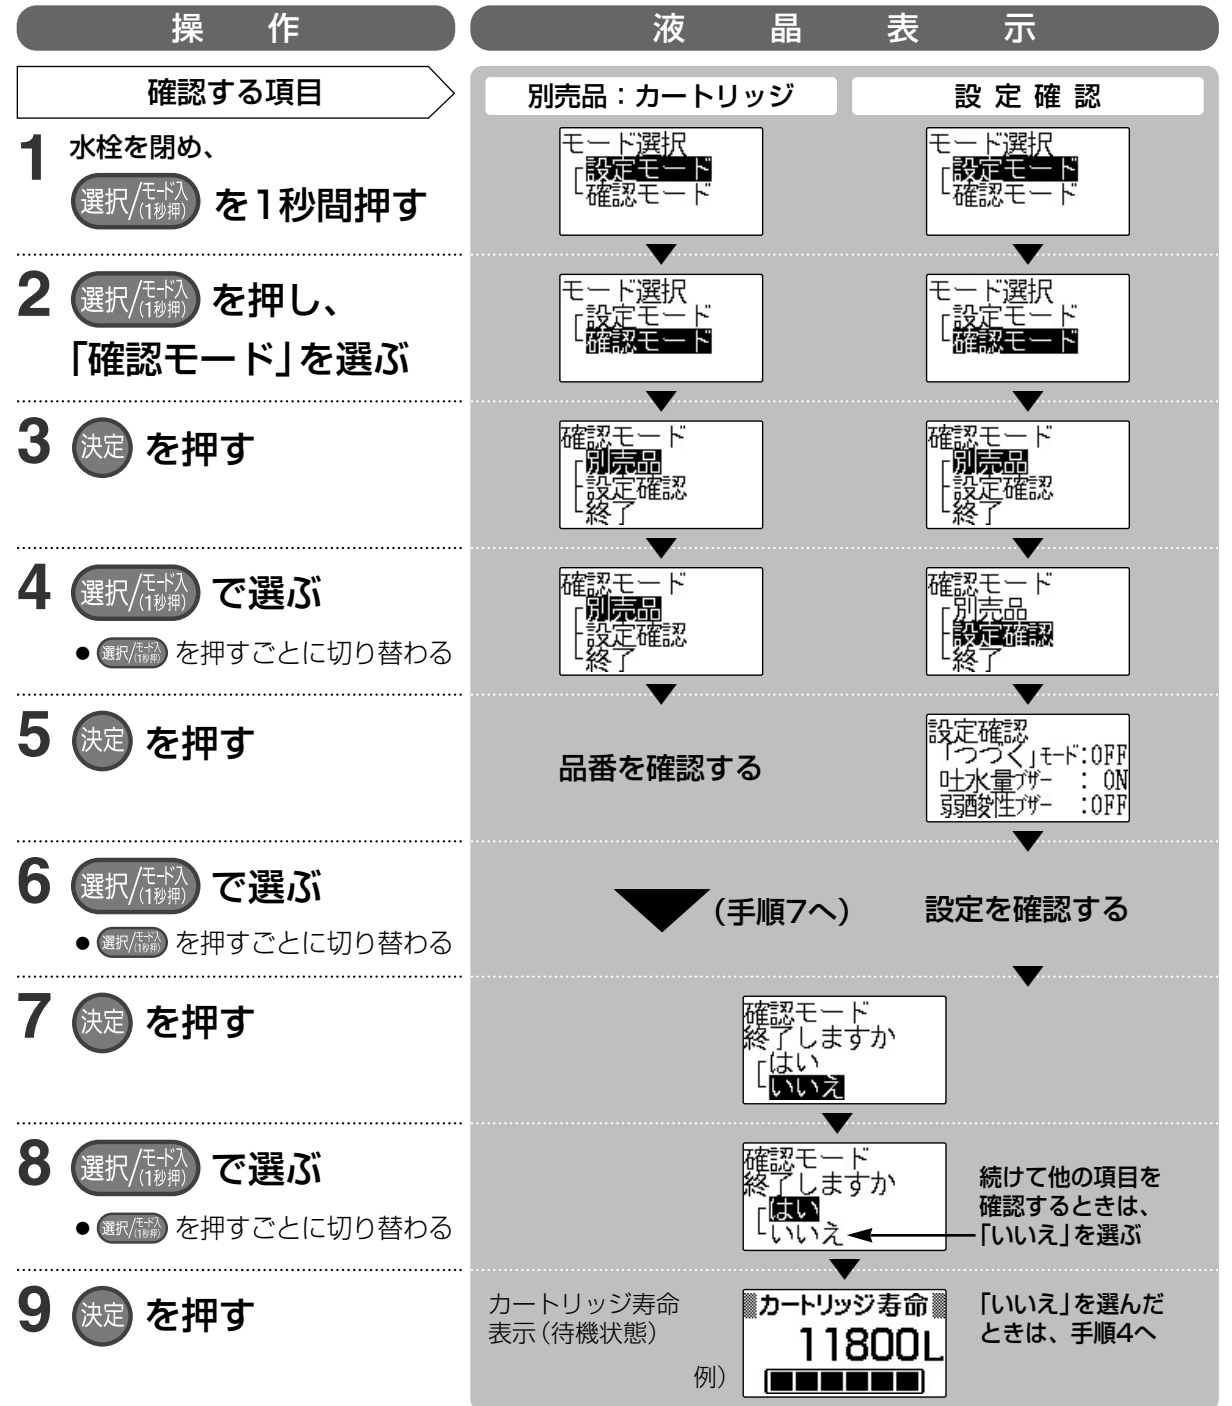 操作
液晶表示
確認する項目
別売品：カートリッジ
設定確認
1 水栓を閉め、
選択/モード入(1秒押) を1秒間押す
モード選択
設定モード
確認モード
モード選択
設定モード
確認モード
2 選択/モード入(1秒押) を押し、
「確認モード」を選ぶ
モード選択
設定モード
確認モード
モード選択
設定モード
確認モード
3 決定 を押す
確認モード
別売品
設定確認
終了
確認モード
別売品
設定確認
終了
4 選択/モード入(1秒押) で選ぶ
●選択/モード入(1秒押) を押すごとに切り替わる
確認モード
別売品
設定確認
終了
確認モード
別売品
設定確認
終了
5 決定 を押す
品番を確認する
設定確認
「つづく」モード:OFF
吐水量ブザー : ON
弱酸性ブザー :OFF
6 選択/モード入(1秒押) で選ぶ
●選択/モード入(1秒押) を押すごとに切り替わる
(手順7へ)
設定を確認する
7 決定 を押す
確認モード
終了しますか
はい
いいえ
8 選択/モード入(1秒押) で選ぶ
●選択/モード入(1秒押) を押すごとに切り替わる
確認モード
終了しますか
はい
いいえ
続けて他の項目を
確認するときは、
「いいえ」を選ぶ
9 決定 を押す
カートリッジ寿命
表示(待機状態)
例)
カートリッジ寿命
11800L
「いいえ」を選んだ
ときは、手順4へ